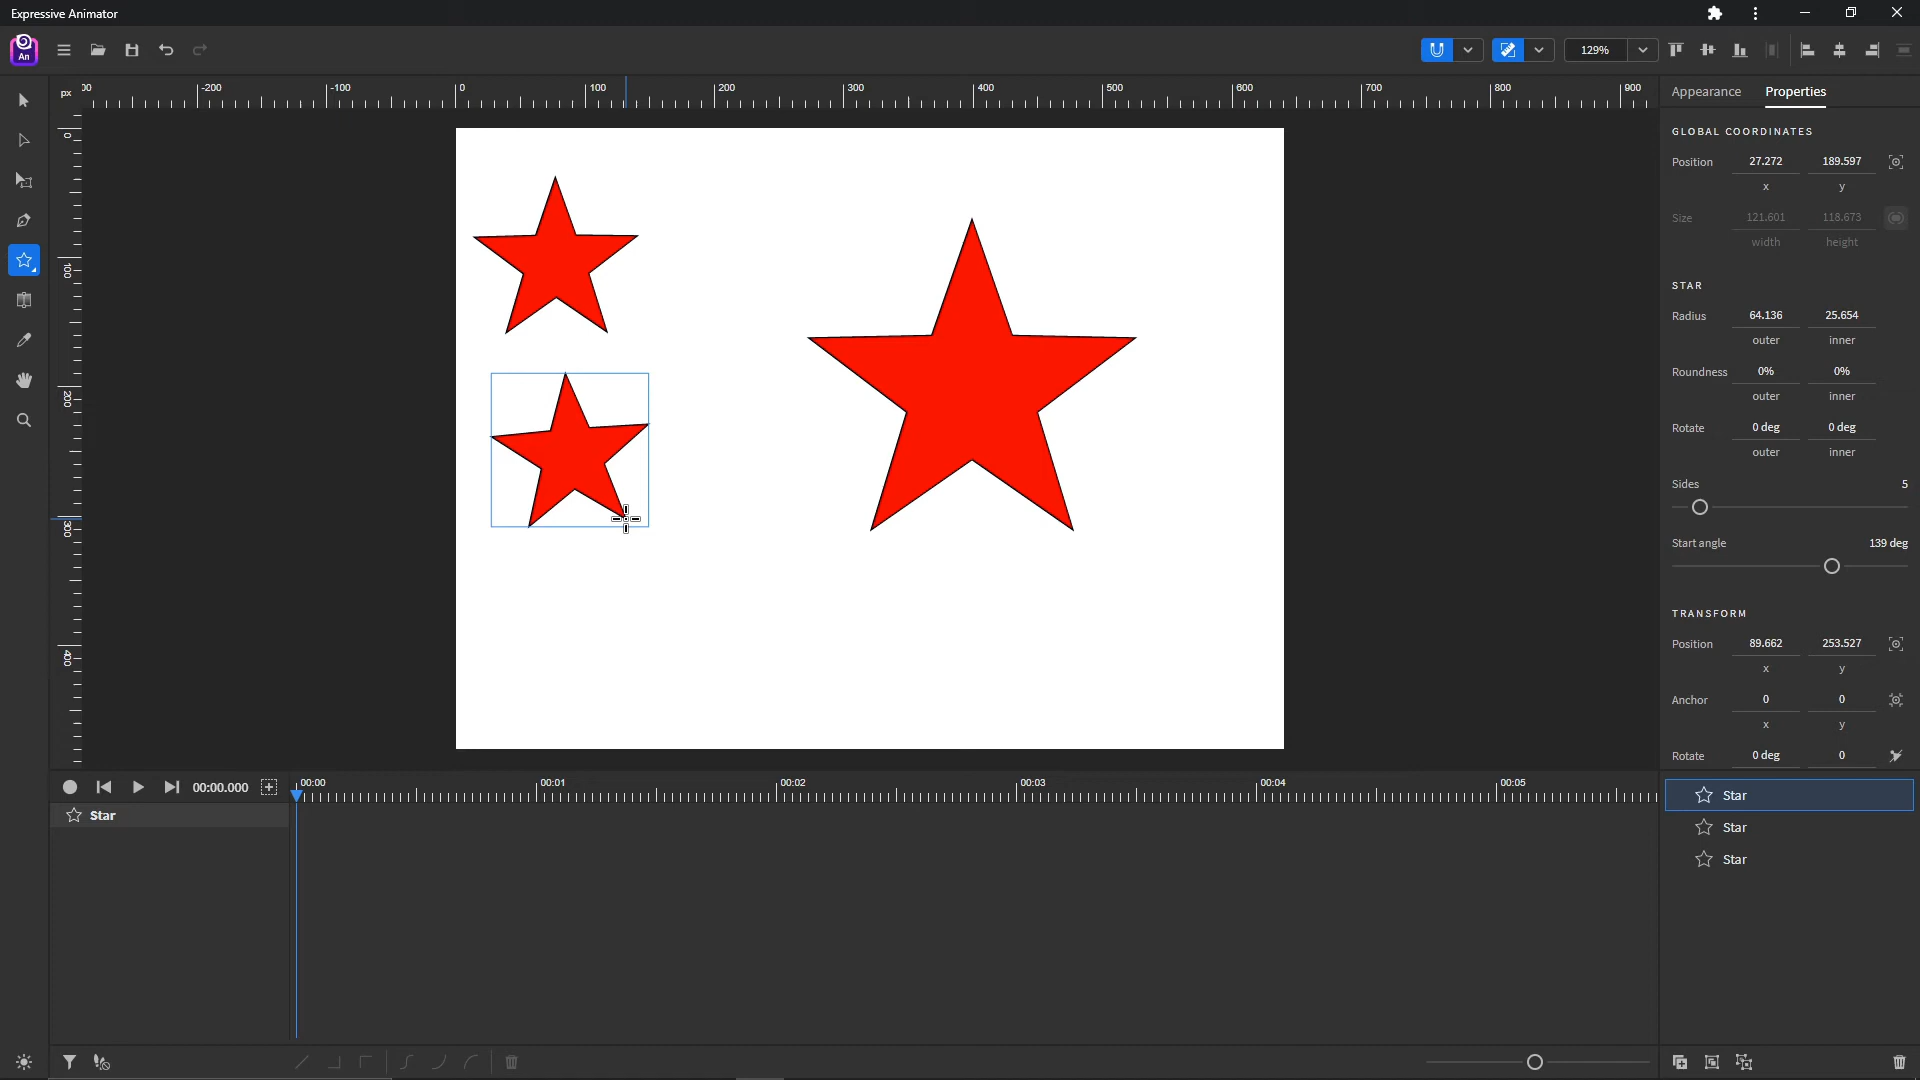 Expressive Animator
An
129%
px
-200 -100 0 100 200 300 400 500 600 700 800 900
0
100
200
300
400
Appearance Properties
GLOBAL COORDINATES
Position 27.272 189.597
x y
Size 121.601 118.673
width height
STAR
Radius 64.136 25.654
outer inner
Roundness 0% 0%
outer inner
Rotate 0 deg 0 deg
outer inner
Sides 5
Start angle 139 deg
TRANSFORM
Position 89.662 253.527
x y
Anchor 0 0
x y
Rotate 0 deg 0
00:00.000 00:00 00:01 00:02 00:03 00:04 00:05
Star
Star
Star
Star